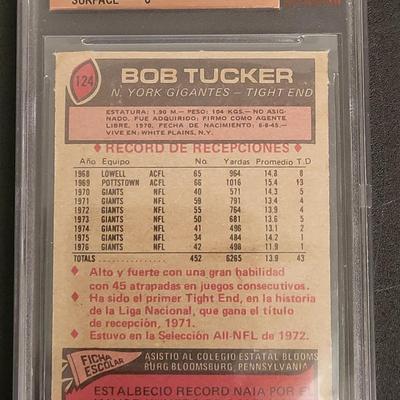 SURFACE
124
BOB TUCKER
N. YORK GIGANTES – TIGHT END
ESTATURA: 1.90 M.– PESO: 104 KGS.– NO ASIG-
NADO. FUE ADQUIRIDO: FIRMO COMO AGENTE
LIBRE, 1970. FECHA DE NACIMIENTO: 6-8-45.–
VIVE EN: WHITE PLAINS, N.Y.
♦ RECORD DE RECEPCIONES ♦
Año Equipo No. Yardas Promedio T.D
1968 LOWELL ACFL 65 964 14.8 8
1969 POTTSTOWN ACFL 66 1016 15.4 13
1970 GIANTS NFL 40 571 14.3 5
1971 GIANTS NFL 59 791 13.4 4
1972 GIANTS NFL 55 764 13.9 4
1973 GIANTS NFL 50 681 13.6 5
1974 GIANTS NFL 41 496 12.1 2
1975 GIANTS NFL 34 484 14.2 1
1976 GIANTS NFL 42 498 11.9 1
TOTALES 452 6265 13.9 43
♦ Alto y fuerte con una gran habilidad
con 45 atrapadas en juegos consecutivos.
♦ Ha sido el primer Tight End, en la historia
de la Liga Nacional, que gana el título
de recepción, 1971.
♦ Estuvo en la Selección All-NFL de 1972.
FICHA
ESCOLAR
ASISTIO AL COLEGIO ESTATAL BLOOMS
BURG BLOOMSBURG, PENNSYLVANIA
ESTALBECIO RECORD NAIA POR EL